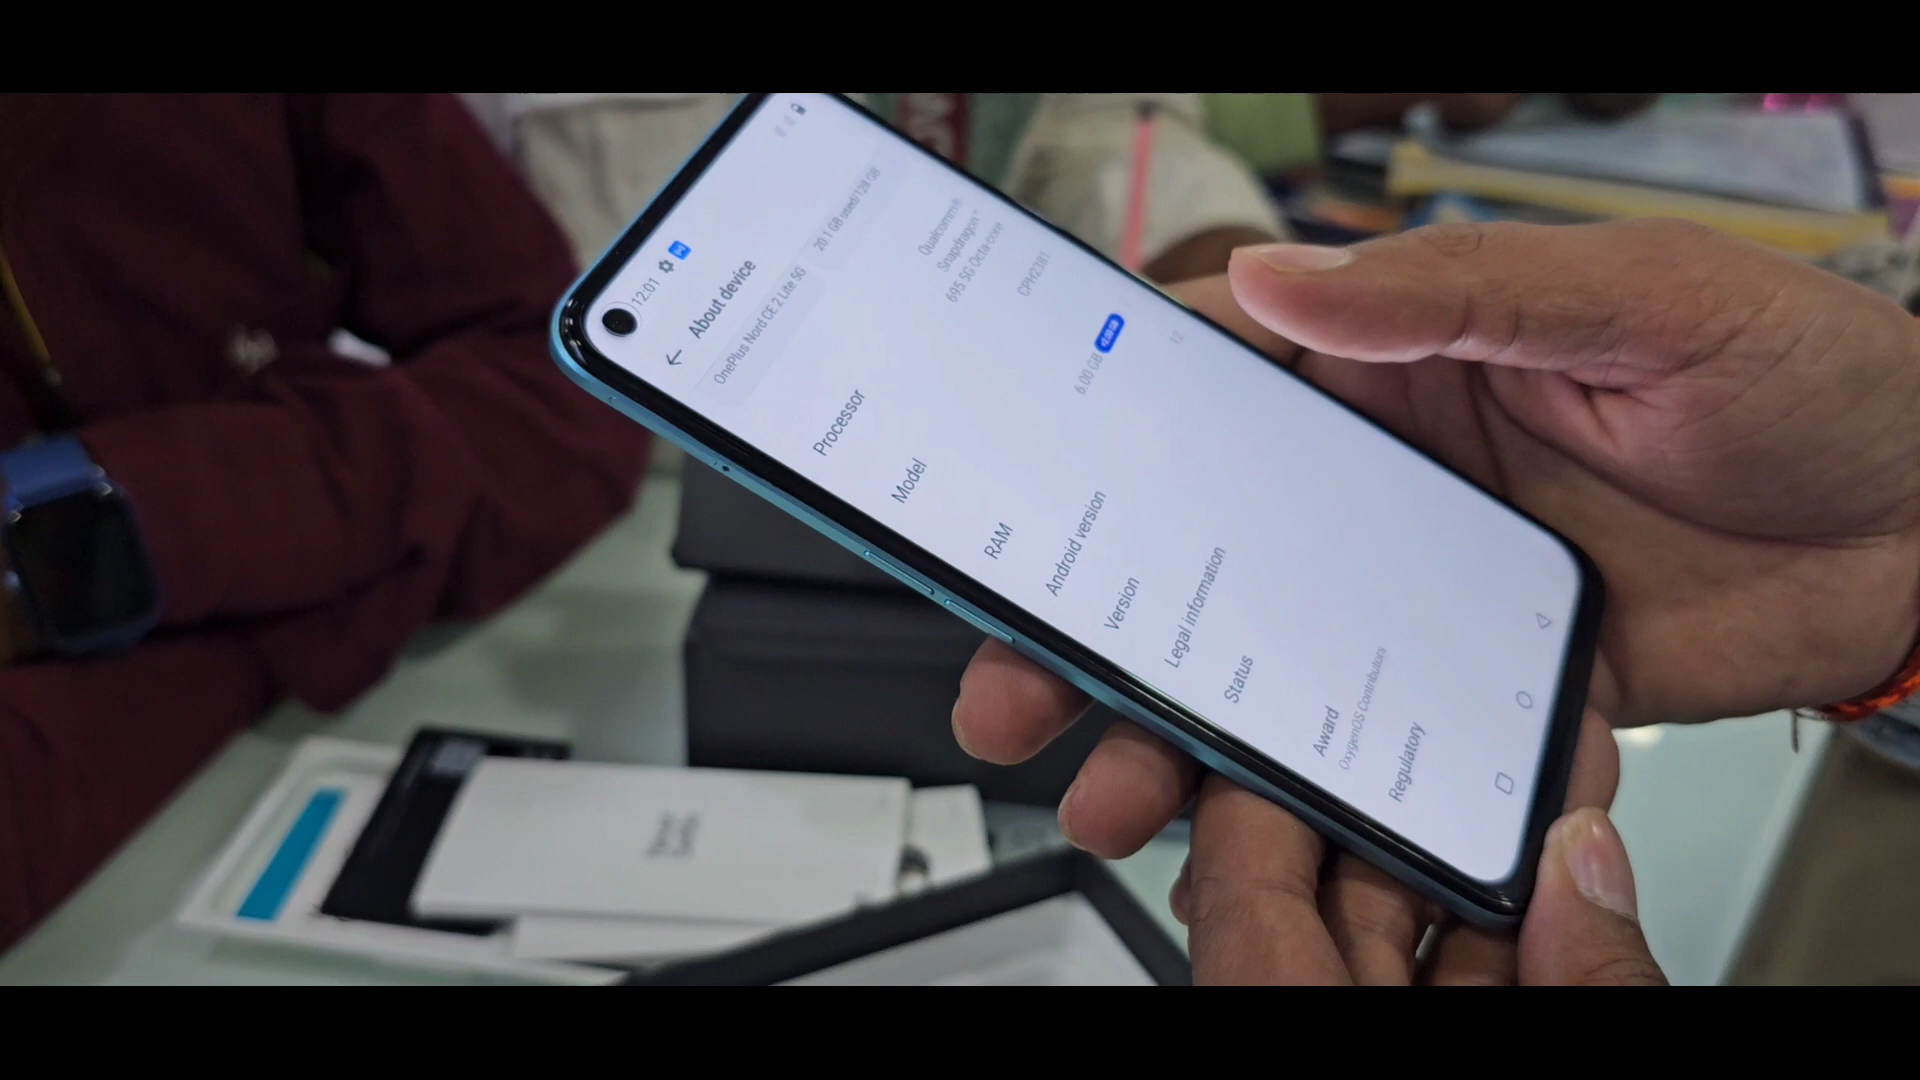 12:01
About device
OnePlus Nord CE 2 Lite 5G
20.1 GB used/128 GB
Processor
Qualcomm®
Snapdragon™
695 5G Octa-core
Model
CPH2381
RAM
6.00 GB
Android version
12
Version
Legal information
Status
Award
OxygenOS Contributors
Regulatory